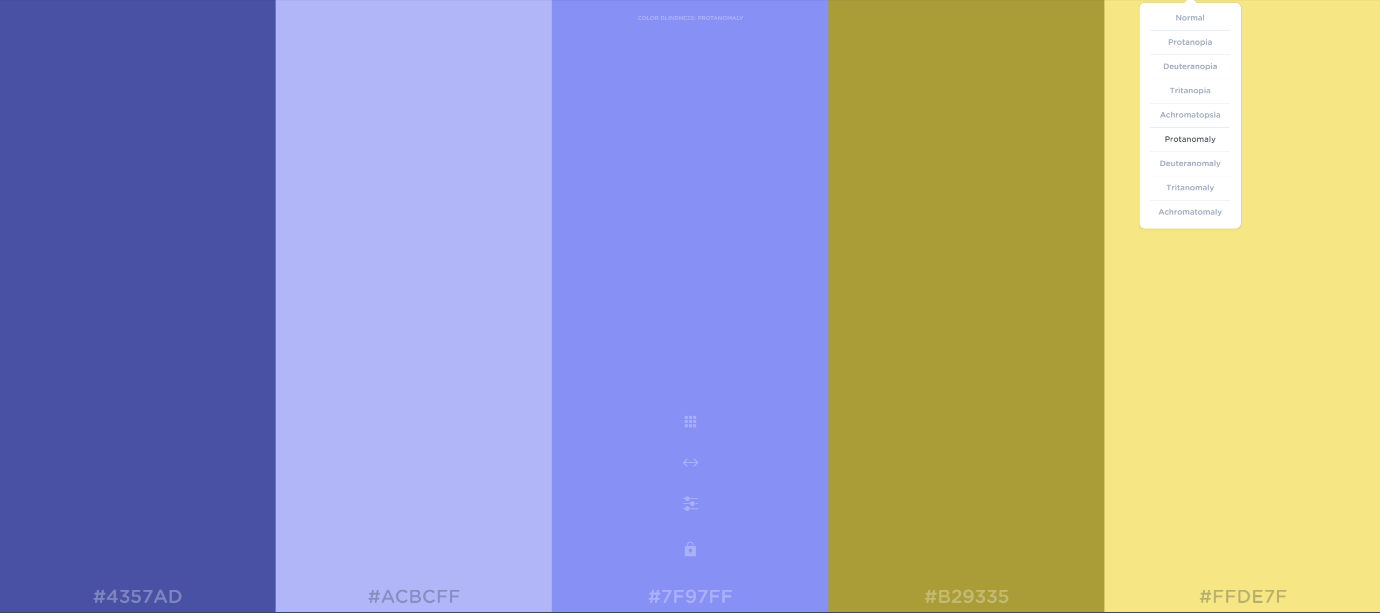 COLOR BLINDNESS: PROTANOMALY
Normal
Protanopia
Deuteranopia
Tritanopia
Achromatopsia
Protanomaly
Deuteranomaly
Tritanomaly
Achromatomaly
#4357AD
#ACBCFF
#7F97FF
#B29335
#FFDE7F